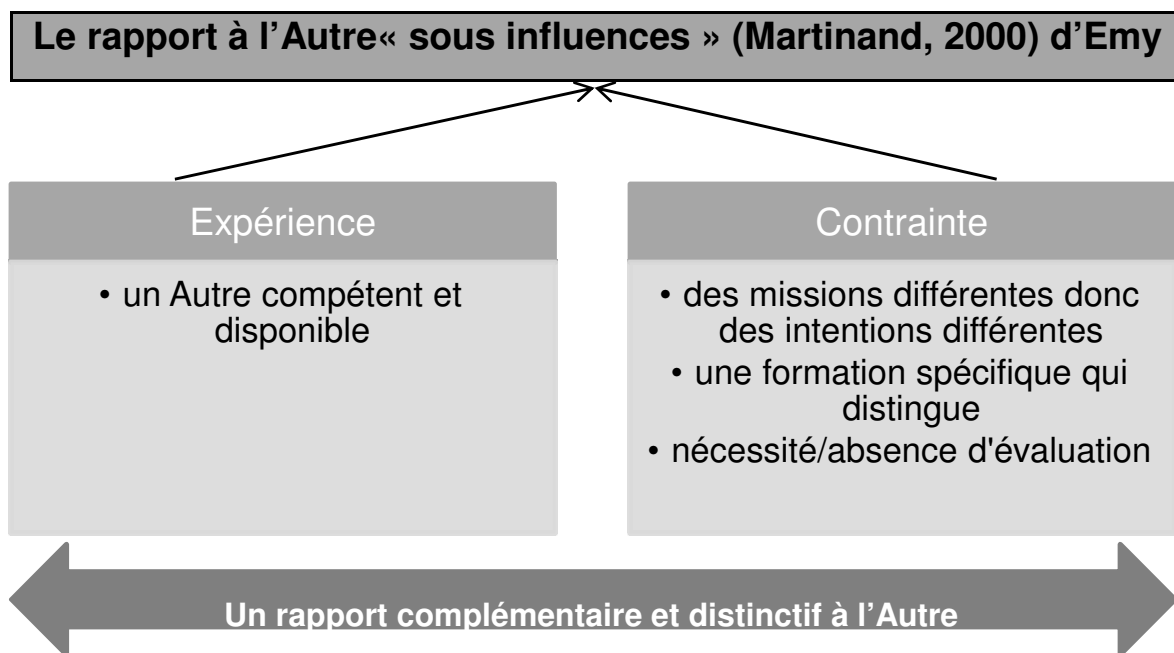 Le rapport à l’Autre« sous influences » (Martinand, 2000) d’Emy
Expérience
• un Autre compétent et
disponible
Contrainte
• des missions différentes donc
des intentions différentes
• une formation spécifique qui
distingue
• nécessité/absence d'évaluation
Un rapport complémentaire et distinctif à l’Autre